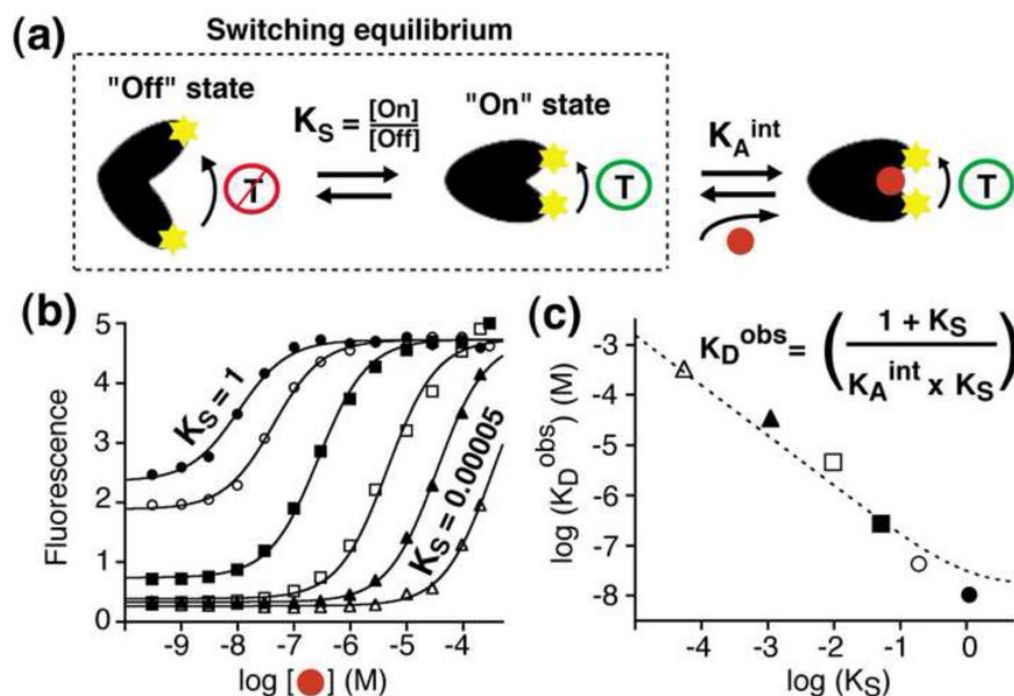 (a)
Switching equilibrium
"Off" state
K_S = [On]/[Off]
"On" state
K_A^int
T
T
T
(b)
5
4
3
2
1
0
Fluorescence
K_S = 1
K_S = 0.00005
-9 -8 -7 -6 -5 -4
log [ ] (M)
(c)
K_D^obs = ( 1 + K_S / K_A^int x K_S )
-3
-4
-5
-6
-7
-8
log (K_D^obs) (M)
-4 -3 -2 -1 0
log (K_S)